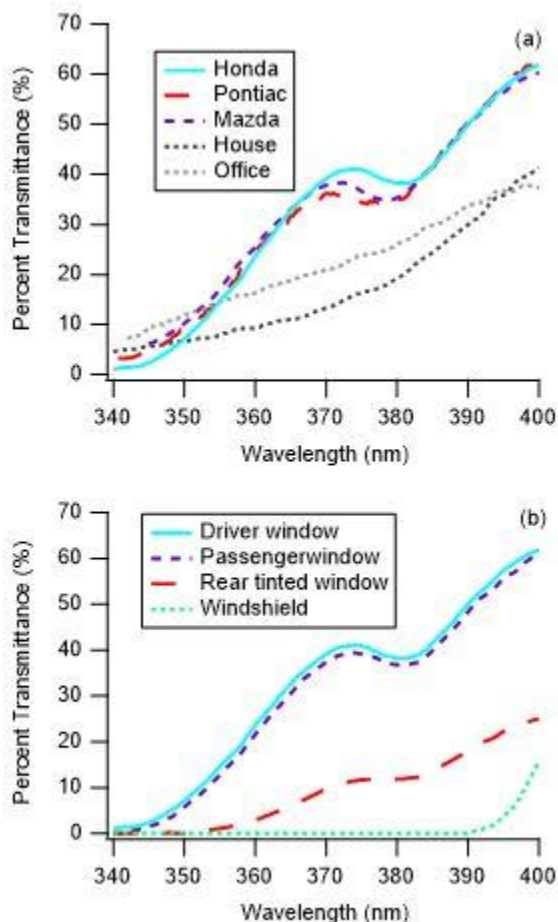 (a)
Percent Transmittance (%)
70
60
50
40
30
20
10
0
Honda
Pontiac
Mazda
House
Office
340 350 360 370 380 390 400
Wavelength (nm)
(b)
Percent Transmittance (%)
70
60
50
40
30
20
10
0
Driver window
Passengerwindow
Rear tinted window
Windshield
340 350 360 370 380 390 400
Wavelength (nm)